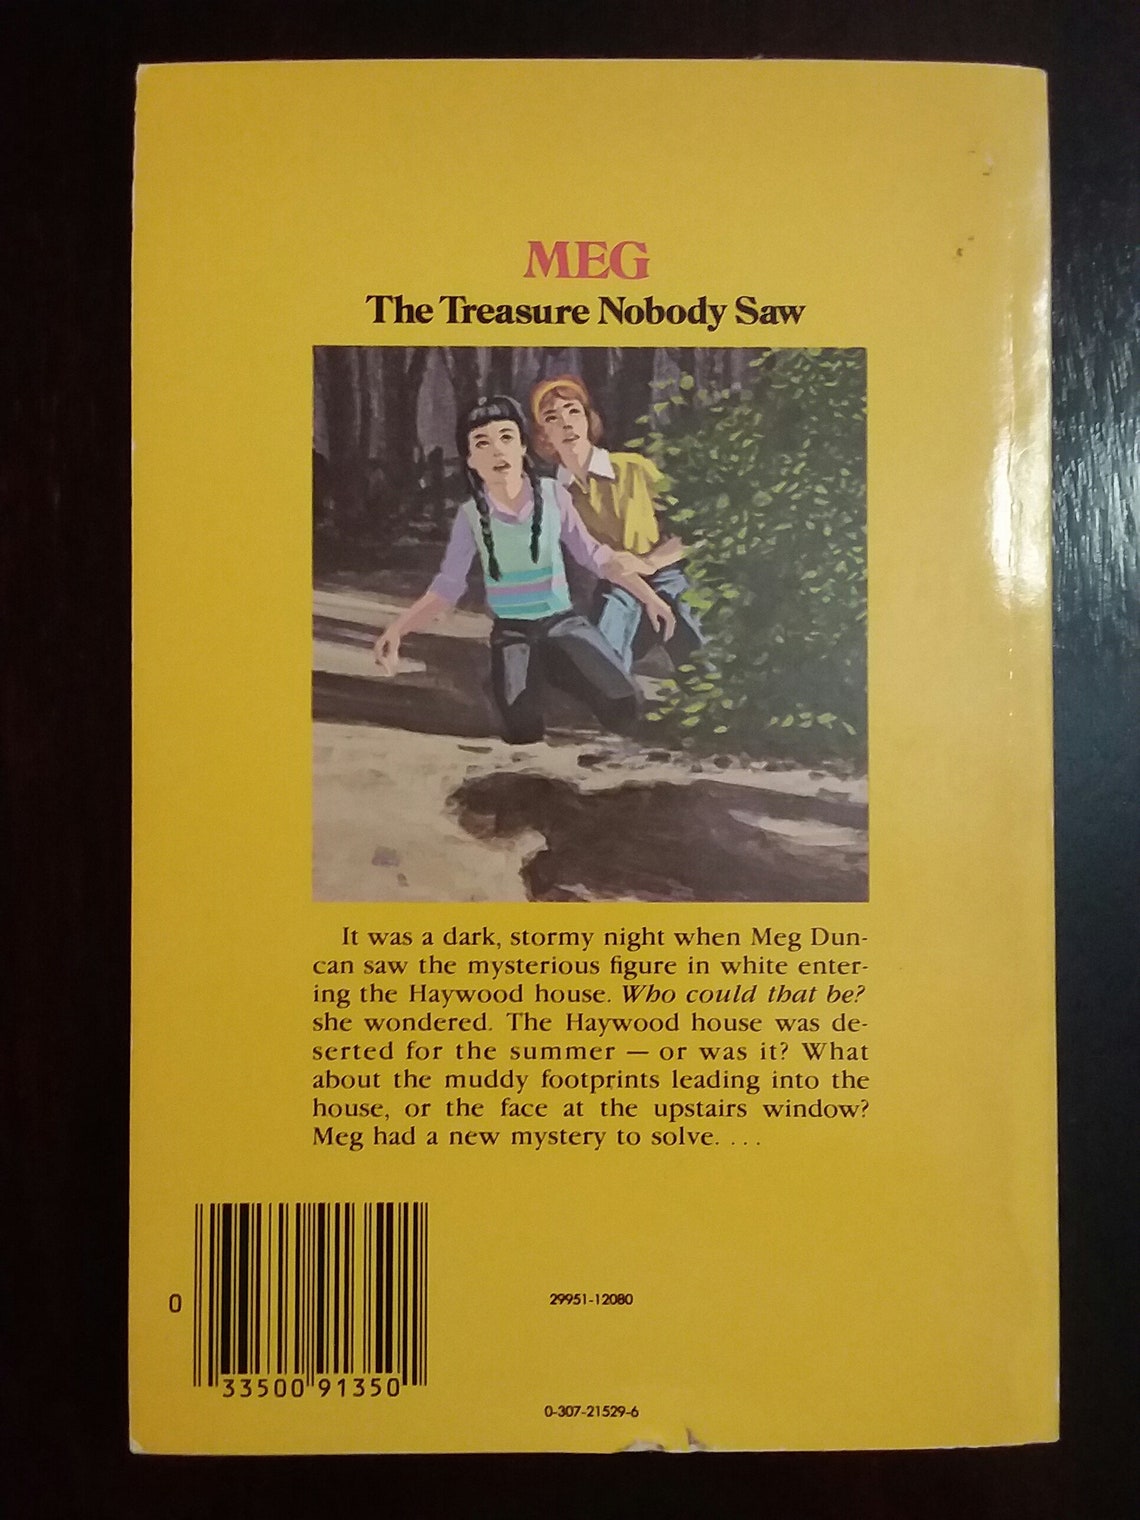 MEG
The Treasure Nobody Saw
It was a dark, stormy night when Meg Dun-
can saw the mysterious figure in white enter-
ing the Haywood house. Who could that be?
she wondered. The Haywood house was de-
serted for the summer — or was it? What
about the muddy footprints leading into the
house, or the face at the upstairs window?
Meg had a new mystery to solve. . . .
0
33500 91350
29951-12080
0-307-21529-6